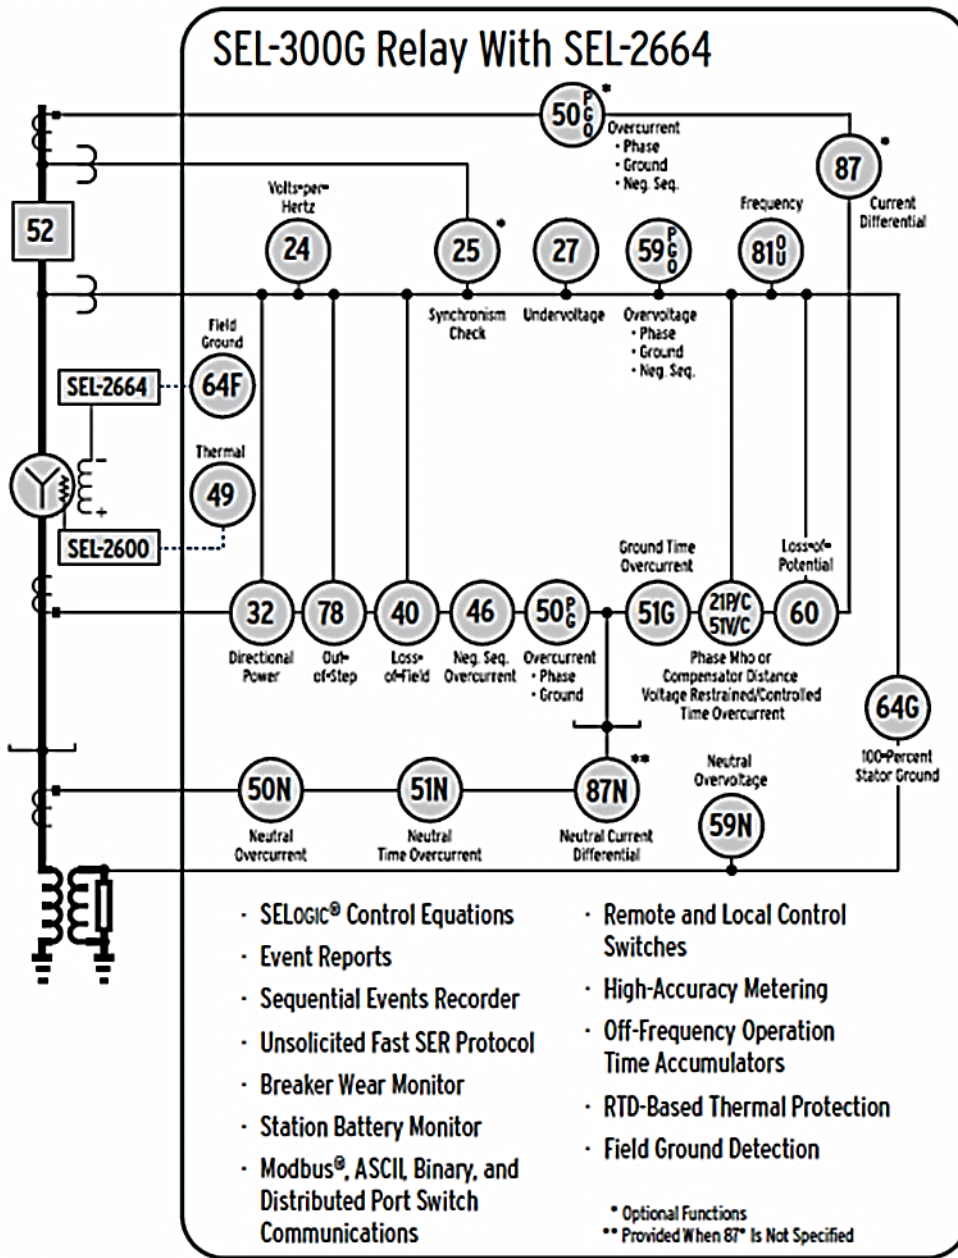 SEL-300G Relay With SEL-2664
50 P G Q *
Overcurrent
• Phase
• Ground
• Neg. Seq.
87 *
Current
Differential
52
Volts-per-
Hertz
24
25 *
Synchronism
Check
27
Undervoltage
59 P G Q
Overvoltage
• Phase
• Ground
• Neg. Seq.
Frequency
81 O U
Field
Ground
SEL-2664
64F
Thermal
49
- 
+
SEL-2600
32
Directional
Power
78
Out-
of-Step
40
Loss-
of-Field
46
Neg. Seq.
Overcurrent
50 P G
Overcurrent
• Phase
• Ground
Ground Time
Overcurrent
51G
21P/C
51V/C
Phase Mho or
Compensator Distance
Voltage Restrained/Controlled
Time Overcurrent
Loss-of-
Potential
60
64G
100-Percent
Stator Ground
50N
Neutral
Overcurrent
51N
Neutral
Time Overcurrent
87N **
Neutral Current
Differential
Neutral
Overvoltage
59N
· SELOGIC® Control Equations
· Event Reports
· Sequential Events Recorder
· Unsolicited Fast SER Protocol
· Breaker Wear Monitor
· Station Battery Monitor
· Modbus®, ASCII, Binary, and
Distributed Port Switch
Communications
· Remote and Local Control
Switches
· High-Accuracy Metering
· Off-Frequency Operation
Time Accumulators
· RTD-Based Thermal Protection
· Field Ground Detection
* Optional Functions
** Provided When 87* Is Not Specified